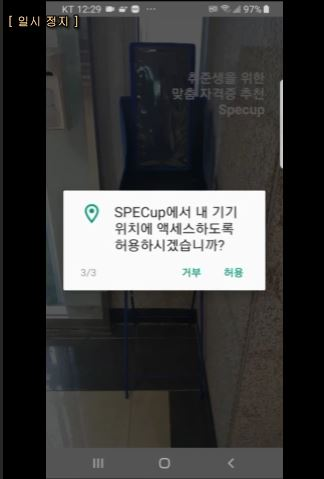 [ 일시 정지 ]
KT 12:29 ··· 97%
취준생을 위한
맞춤 자격증 추천
Specup
SPECup에서 내 기기
위치에 액세스하도록
허용하시겠습니까?
3/3 거부 허용